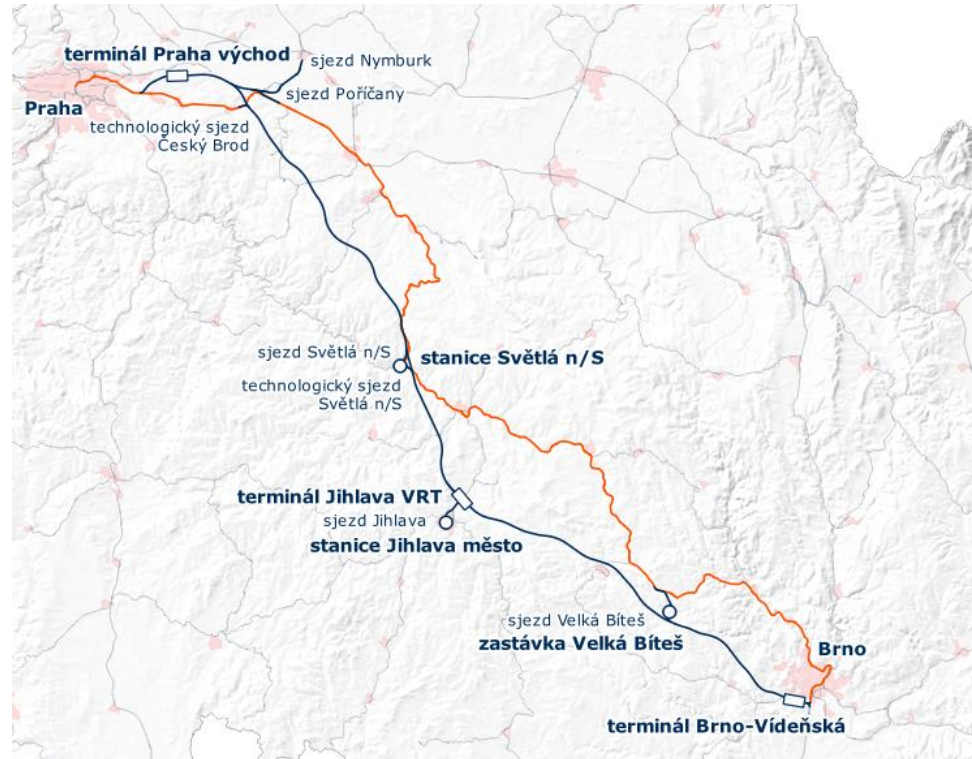 terminál Praha východ
sjezd Nymburk
sjezd Poříčany
Praha
technologický sjezd
Český Brod
sjezd Světlá n/S
stanice Světlá n/S
technologický sjezd
Světlá n/S
terminál Jihlava VRT
sjezd Jihlava
stanice Jihlava město
sjezd Velká Bíteš
zastávka Velká Bíteš
Brno
terminál Brno-Vídeňská